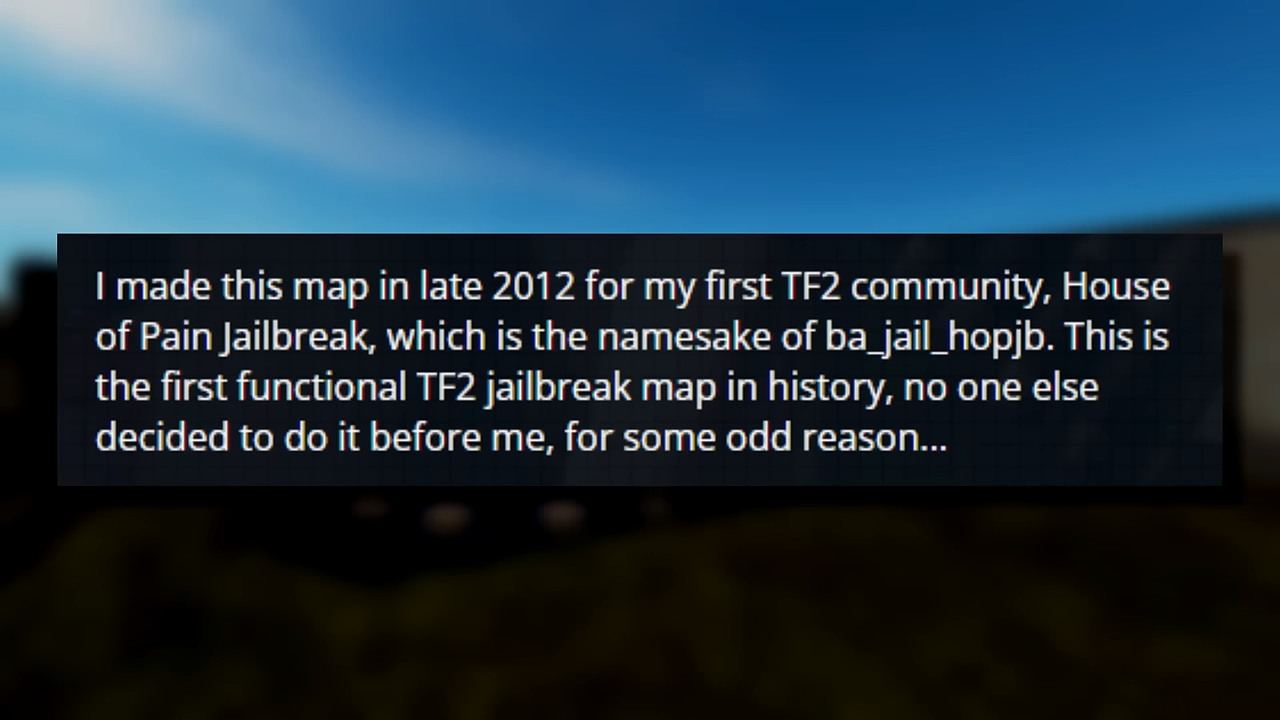 I made this map in late 2012 for my first TF2 community, House
of Pain Jailbreak, which is the namesake of ba_jail_hopjb. This is
the first functional TF2 jailbreak map in history, no one else
decided to do it before me, for some odd reason...